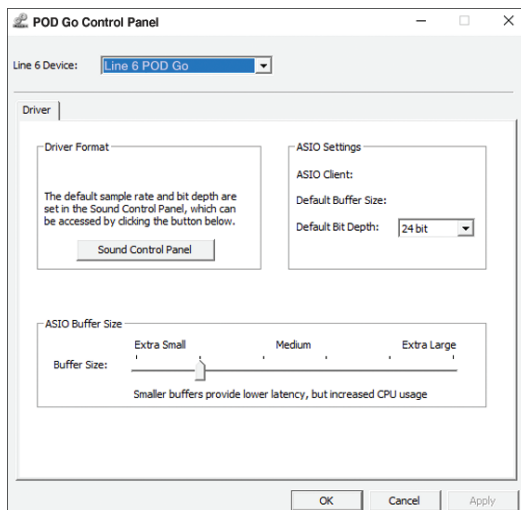 POD Go Control Panel
Line 6 Device: Line 6 POD Go
Driver
Driver Format
The default sample rate and bit depth are
set in the Sound Control Panel, which can
be accessed by clicking the button below.
Sound Control Panel
ASIO Settings
ASIO Client:
Default Buffer Size:
Default Bit Depth: 24 bit
ASIO Buffer Size
Extra Small Medium Extra Large
Buffer Size:
Smaller buffers provide lower latency, but increased CPU usage
OK Cancel Apply